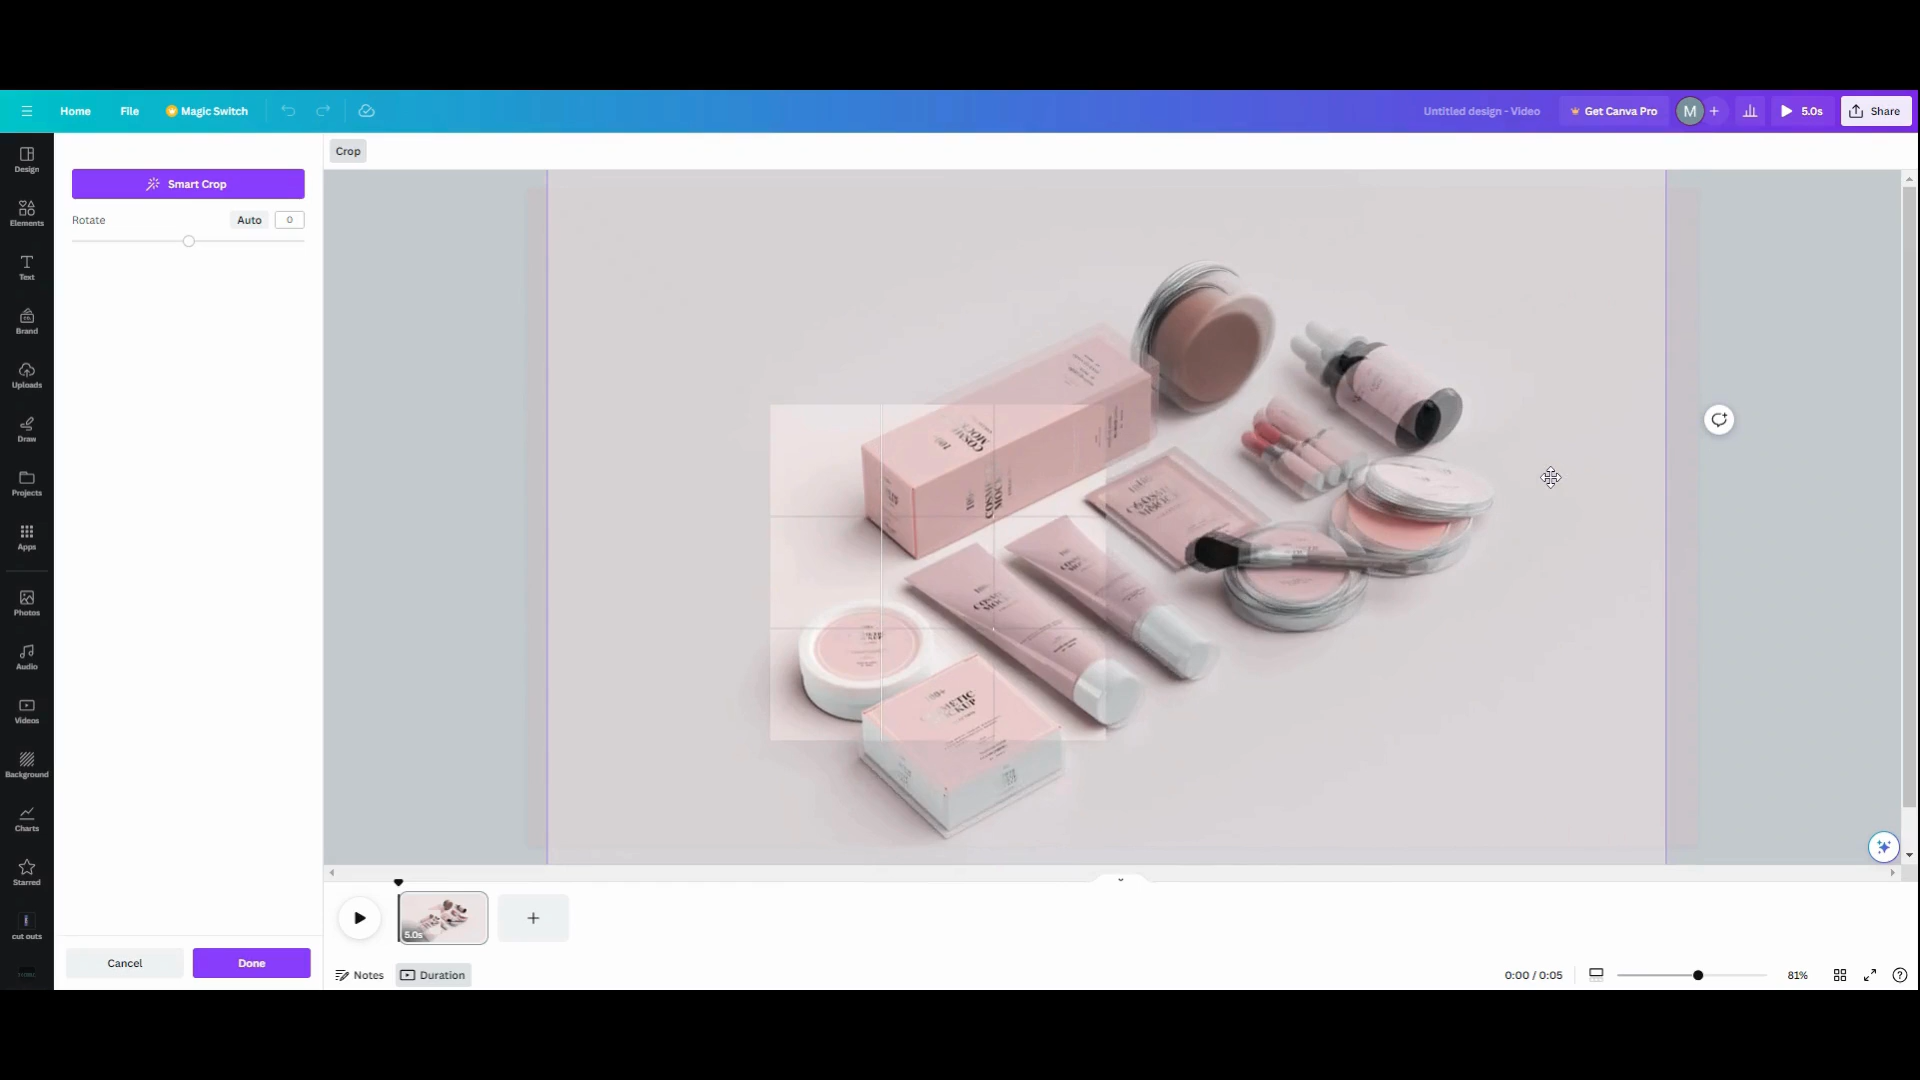 Home File Magic Switch Untitled design - Video Get Canva Pro M 5.0s Share
Crop
Design
Smart Crop
Rotate Auto 0
Elements
Text
Brand
Uploads
Draw
Projects
Apps
Photos
Audio
Videos
Background
Charts
Starred
cut outs
5.0s
Cancel Done
Notes Duration 0:00 / 0:05 81%